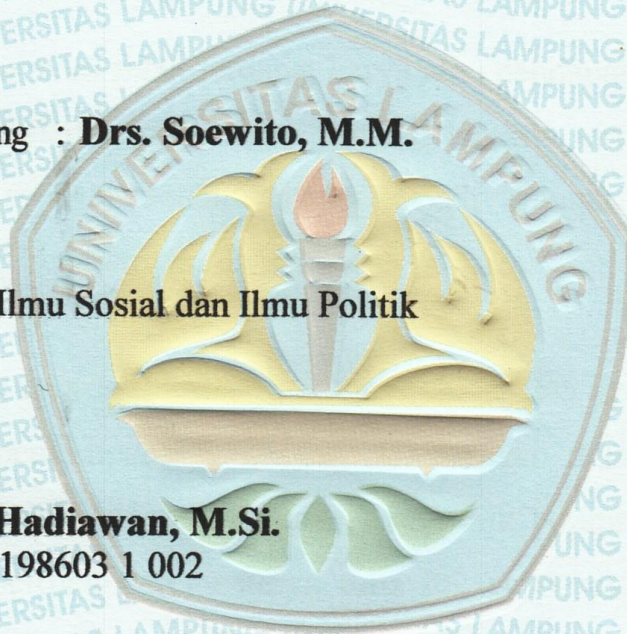 ng : Drs. Soewito, M.M.
UNIVERSITAS LAMPUNG
Ilmu Sosial dan Ilmu Politik
Hadiawan, M.Si.
198603 1 002